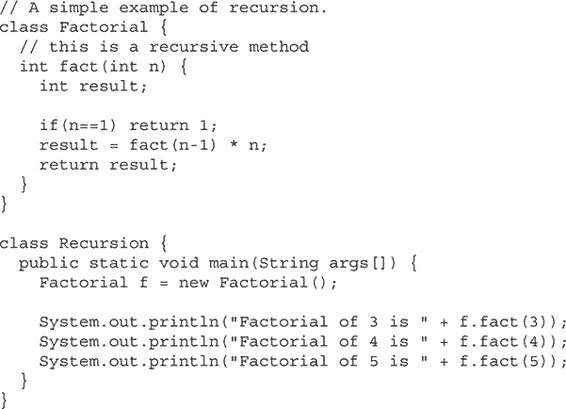 // A simple example of recursion.
class Factorial {
  // this is a recursive method
  int fact(int n) {
    int result;

    if(n==1) return 1;
    result = fact(n-1) * n;
    return result;
  }
}

class Recursion {
  public static void main(String args[]) {
    Factorial f = new Factorial();

    System.out.println("Factorial of 3 is " + f.fact(3));
    System.out.println("Factorial of 4 is " + f.fact(4));
    System.out.println("Factorial of 5 is " + f.fact(5));
  }
}